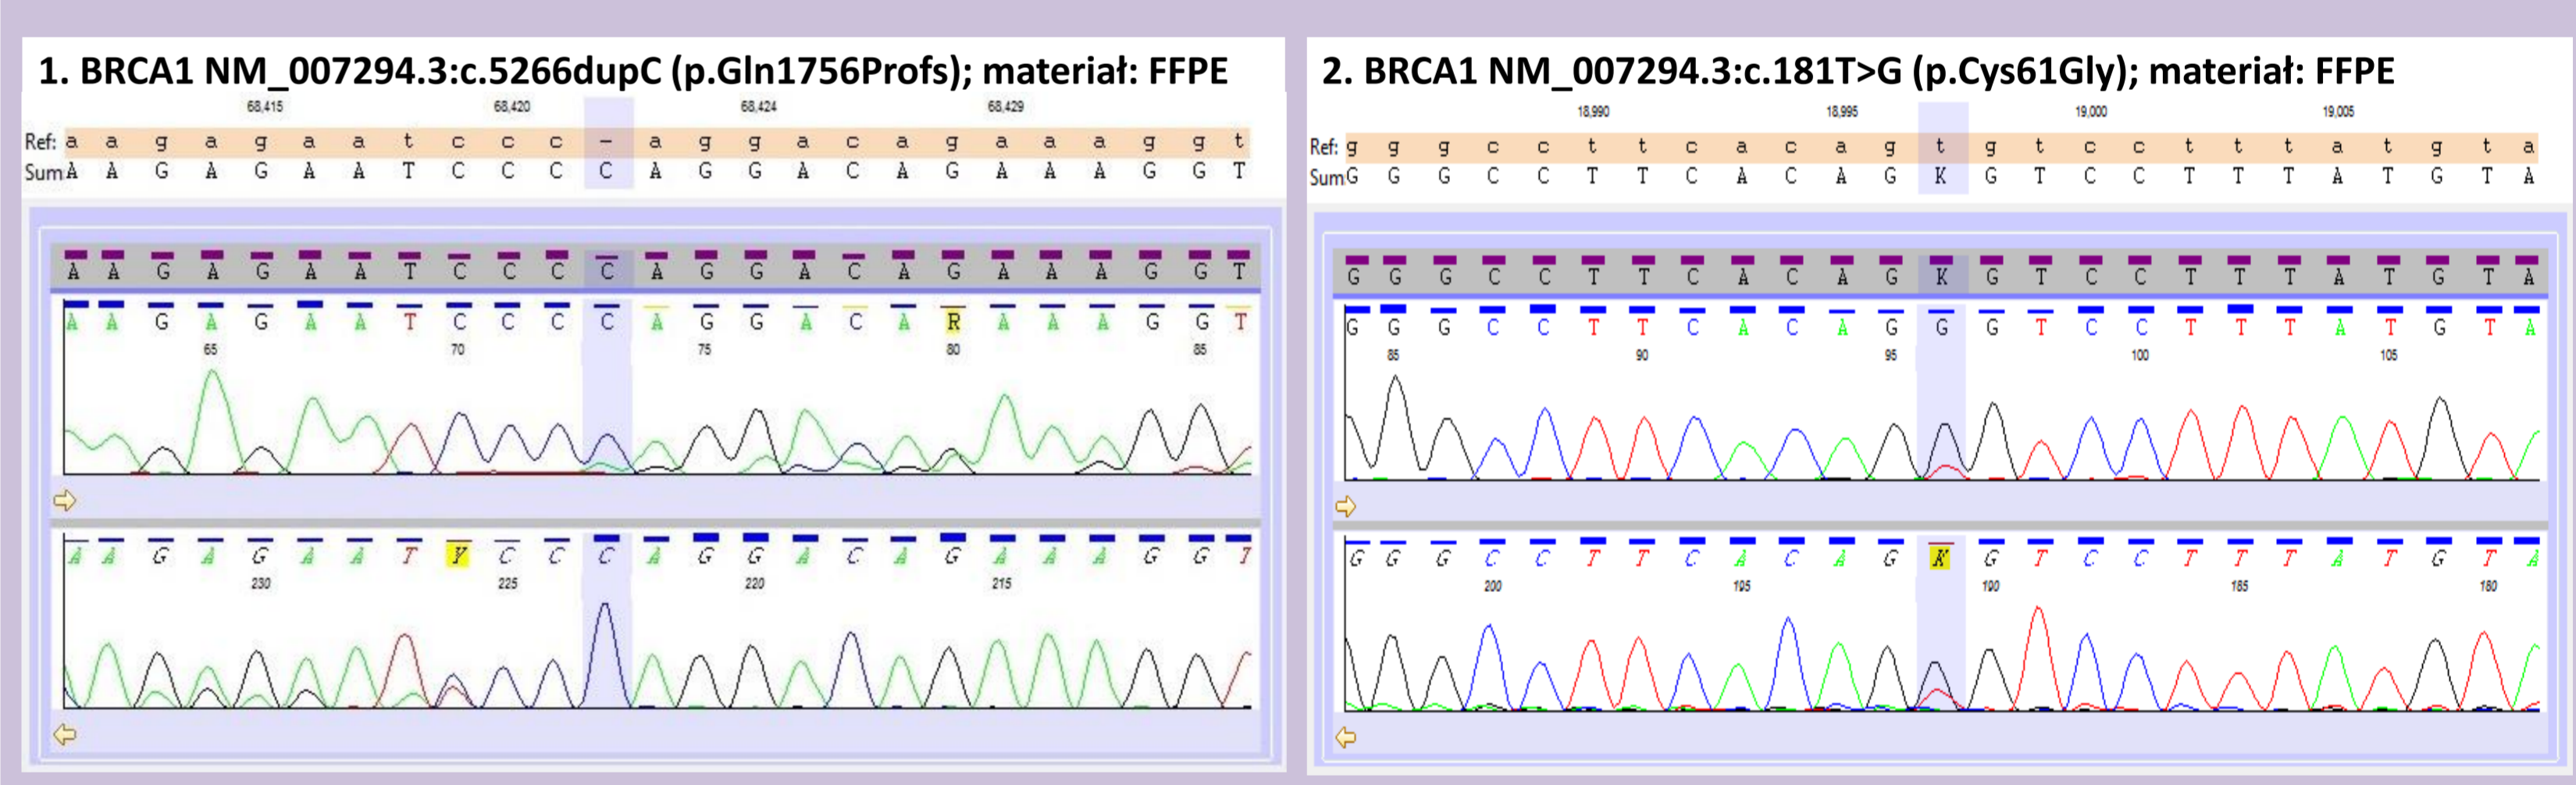 1. BRCA1 NM_007294.3:c.5266dupC (p.Gln1756Profs); materiał: FFPE
68,415 68,420 68,424 68,429
Ref: a a g a g a a t c c c – a g g a c a g a a a g g t
Sum A A G A G A A T C C C C A G G A C A G A A A G G T
A A G A G A A T C C C C A G G A C A G A A A G G T
A A G A G A A T C C C C A G G A C A R A A A G G T
65 70 75 80 85
A A G A G A A T Y C C C A G G A C A G A A A G G T
230 225 220 215
2. BRCA1 NM_007294.3:c.181T>G (p.Cys61Gly); materiał: FFPE
18,990 18,995 19,000 19,005
Ref: g g g c c t t c a c a g t g t c c t t t a t g t a
Sum G G G C C T T C A C A G K G T C C T T T A T G T A
G G G C C T T C A C A G K G T C C T T T A T G T A
G G G C C T T C A C A G G G T C C T T T A T G T A
85 90 95 100 105
G G G C C T T C A C A G K G T C C T T T A T G T A
200 195 190 185 180